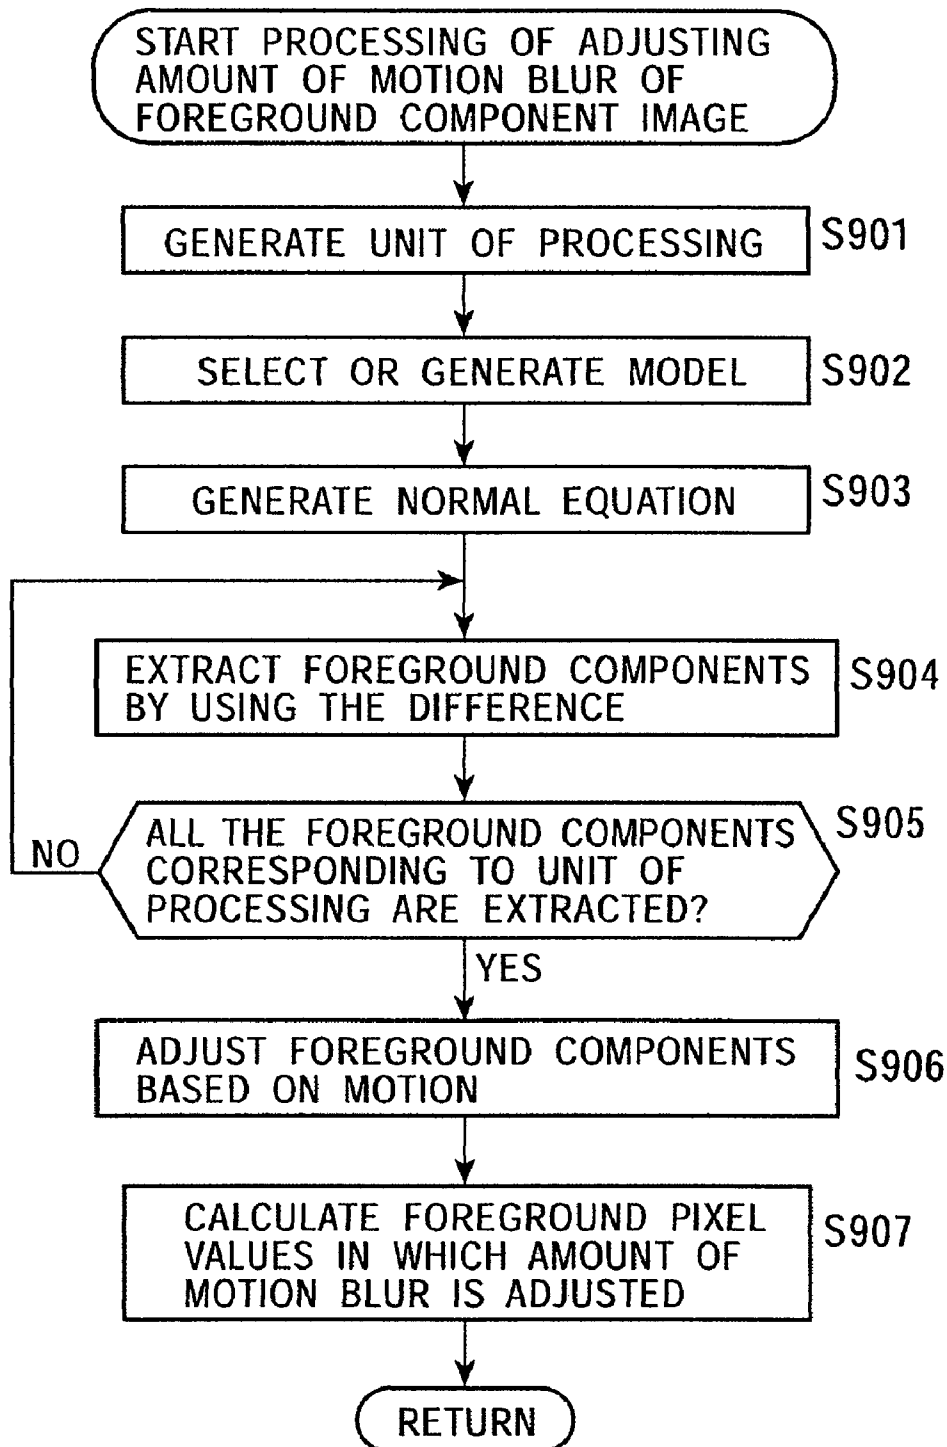 START PROCESSING OF ADJUSTING
AMOUNT OF MOTION BLUR OF
FOREGROUND COMPONENT IMAGE
GENERATE UNIT OF PROCESSING
S901
SELECT OR GENERATE MODEL
S902
GENERATE NORMAL EQUATION
S903
EXTRACT FOREGROUND COMPONENTS
BY USING THE DIFFERENCE
S904
ALL THE FOREGROUND COMPONENTS
CORRESPONDING TO UNIT OF
PROCESSING ARE EXTRACTED?
S905
NO
YES
ADJUST FOREGROUND COMPONENTS
BASED ON MOTION
S906
CALCULATE FOREGROUND PIXEL
VALUES IN WHICH AMOUNT OF
MOTION BLUR IS ADJUSTED
S907
RETURN